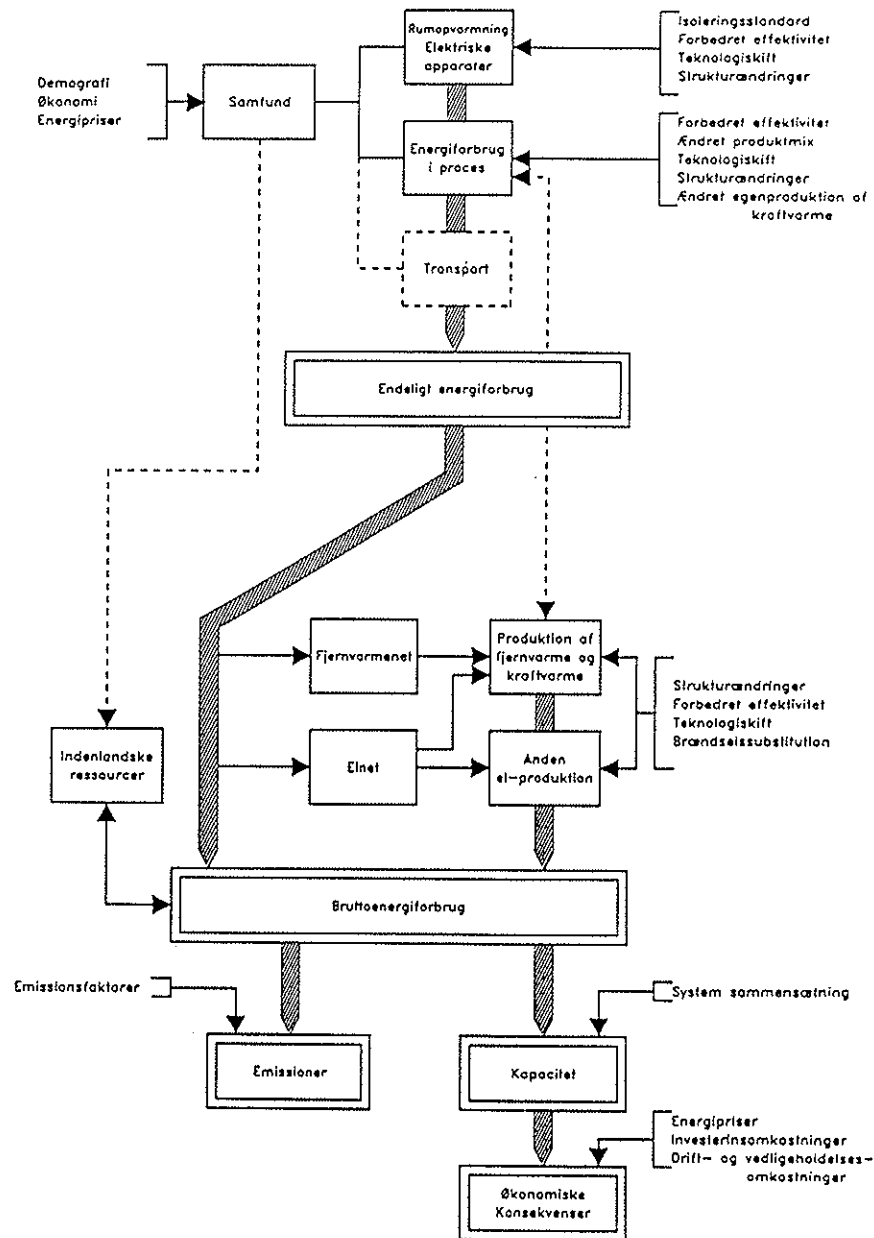 Rumopvarmning
Elektriske
apparater
Isoleringsstandard
Forbedret effektivitet
Teknologiskift
Strukturændringer
Demografi
Økonomi
Energipriser
Samfund
Energiforbrug
i proces
Forbedret effektivitet
Ændret produktmix
Teknologiskift
Strukturændringer
Ændret egenproduktion af
kraftvarme
Transport
Endeligt energiforbrug
Fjernvarmenet
Produktion af
fjernvarme og
kraftvarme
Strukturændringer
Forbedret effektivitet
Teknologiskift
Brændselssubstitution
Indenlandske
ressourcer
Elnet
Anden
el-produktion
Bruttoenergiforbrug
Emissionsfaktorer
System sammensætning
Emissioner
Kapacitet
Energipriser
Investerinsomkostninger
Drift- og vedligeholdelses-
omkostninger
Økonomiske
Konsekvenser